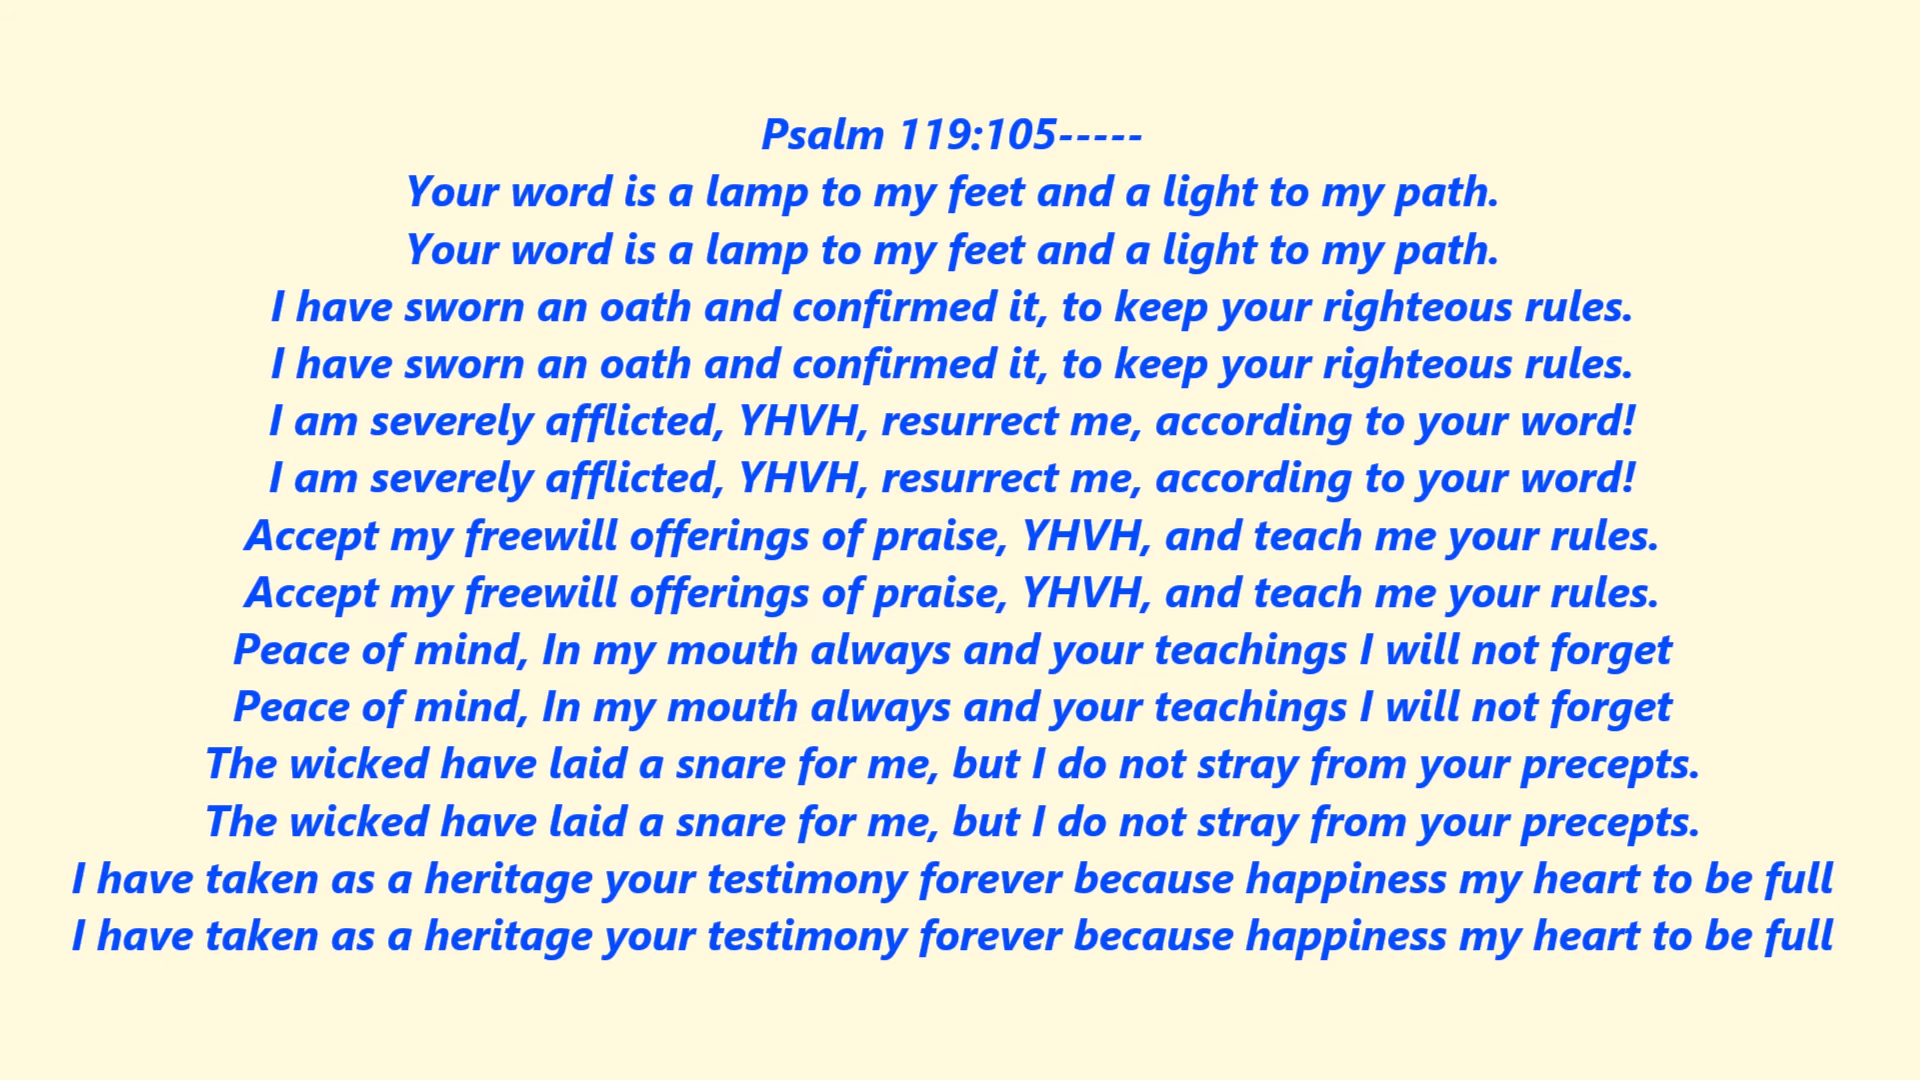 Psalm 119:105-----
Your word is a lamp to my feet and a light to my path.
Your word is a lamp to my feet and a light to my path.
I have sworn an oath and confirmed it, to keep your righteous rules.
I have sworn an oath and confirmed it, to keep your righteous rules.
I am severely afflicted, YHVH, resurrect me, according to your word!
I am severely afflicted, YHVH, resurrect me, according to your word!
Accept my freewill offerings of praise, YHVH, and teach me your rules.
Accept my freewill offerings of praise, YHVH, and teach me your rules.
Peace of mind, In my mouth always and your teachings I will not forget
Peace of mind, In my mouth always and your teachings I will not forget
The wicked have laid a snare for me, but I do not stray from your precepts.
The wicked have laid a snare for me, but I do not stray from your precepts.
I have taken as a heritage your testimony forever because happiness my heart to be full
I have taken as a heritage your testimony forever because happiness my heart to be full